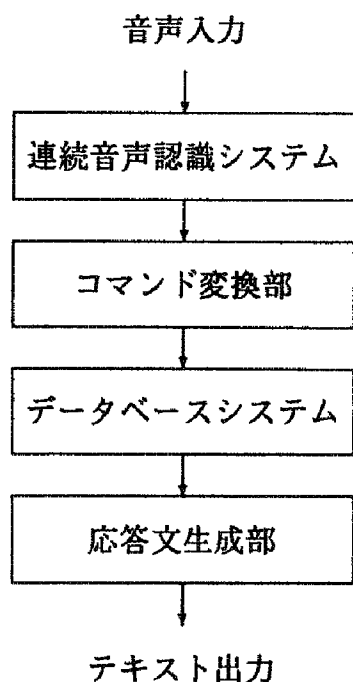 音声入力
連続音声認識システム
コマンド変換部
データベースシステム
応答文生成部
テキスト出力